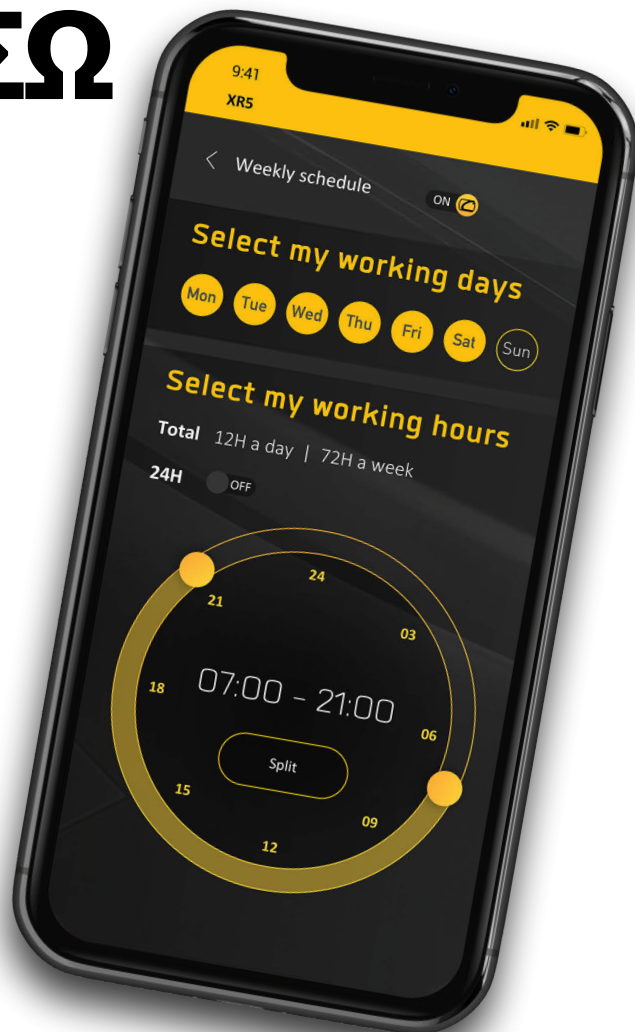 ΣΩ
9:41
XR5
Weekly schedule
ON
Select my working days
Mon Tue Wed Thu Fri Sat Sun
Select my working hours
Total 12H a day | 72H a week
24H OFF
24
21
03
18
07:00 - 21:00
06
Split
15
09
12